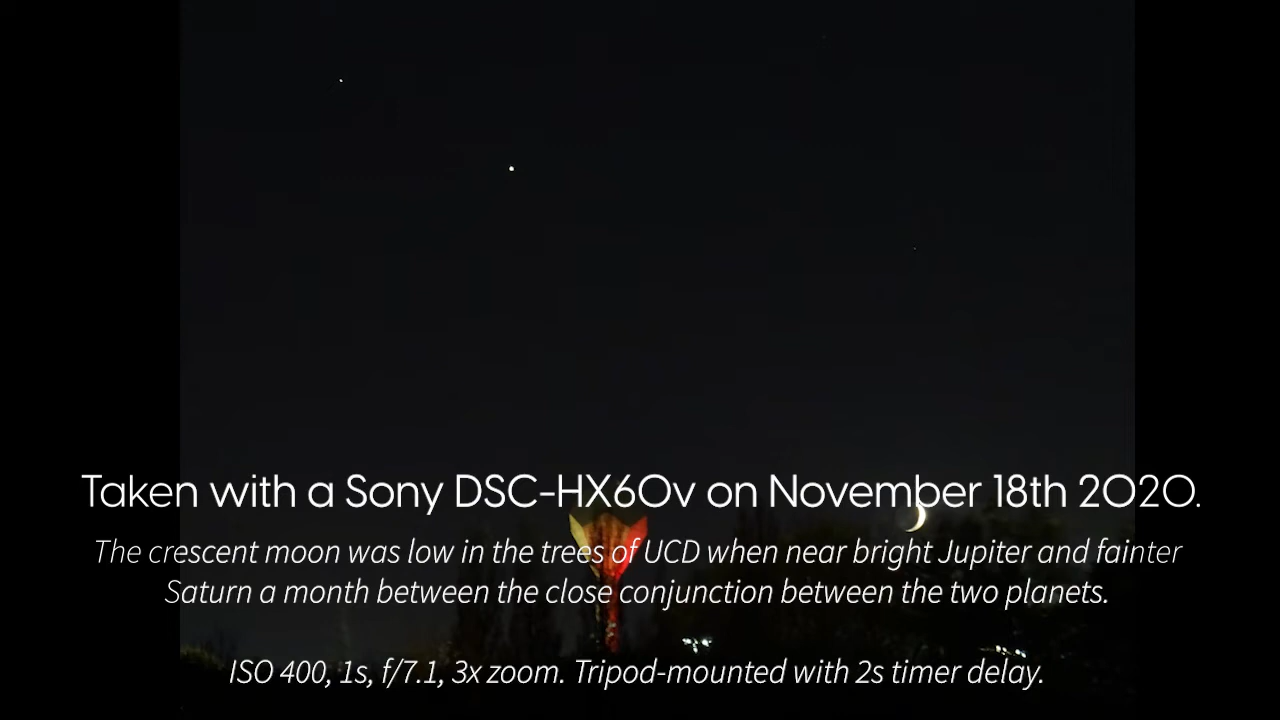 Taken with a Sony DSC-HX60v on November 18th 2020.
The crescent moon was low in the trees of UCD when near bright Jupiter and fainter
Saturn a month between the close conjunction between the two planets.
ISO 400, 1s, f/7.1, 3x zoom. Tripod-mounted with 2s timer delay.